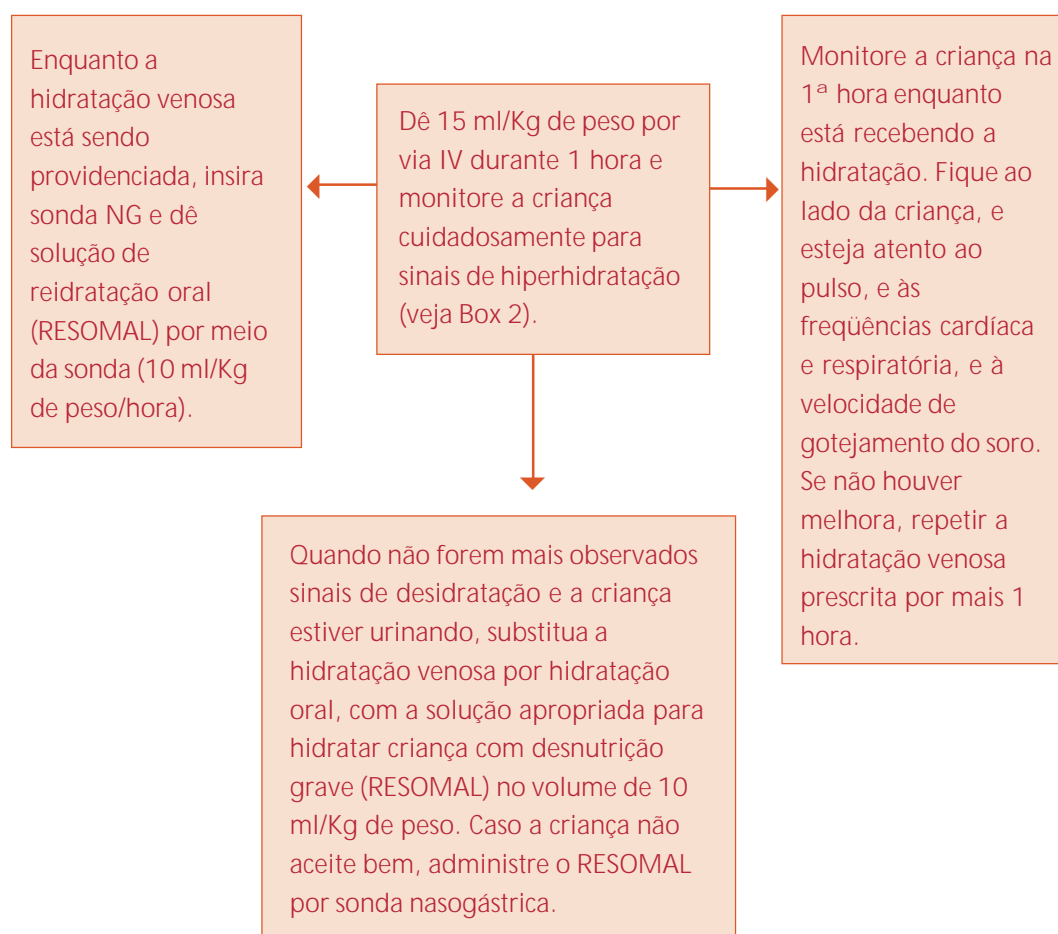 Enquanto a
hidratação venosa
está sendo
providenciada, insira
sonda NG e dê
solução de
reidratação oral
(RESOMAL) por meio
da sonda (10 ml/Kg
de peso/hora).
Dê 15 ml/Kg de peso por
via IV durante 1 hora e
monitore a criança
cuidadosamente para
sinais de hiperhidratação
(veja Box 2).
Monitore a criança na
1ª hora enquanto
está recebendo a
hidratação. Fique ao
lado da criança, e
esteja atento ao
pulso, e às
freqüências cardíaca
e respiratória, e à
velocidade de
gotejamento do soro.
Se não houver
melhora, repetir a
hidratação venosa
prescrita por mais 1
hora.
Quando não forem mais observados
sinais de desidratação e a criança
estiver urinando, substitua a
hidratação venosa por hidratação
oral, com a solução apropriada para
hidratar criança com desnutrição
grave (RESOMAL) no volume de 10
ml/Kg de peso. Caso a criança não
aceite bem, administre o RESOMAL
por sonda nasogástrica.